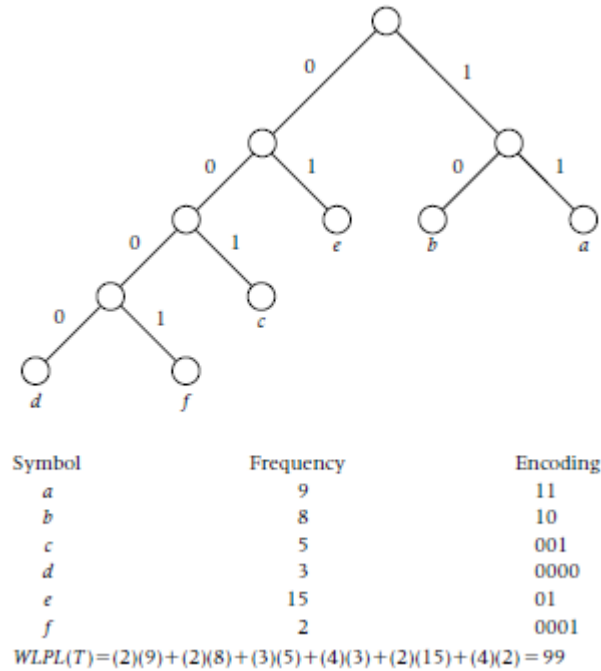 0 1
0 1 0 1
0 1 e b a
0 1 c
d f
Symbol Frequency Encoding
a 9 11
b 8 10
c 5 001
d 3 0000
e 15 01
f 2 0001
WLPL(T)=(2)(9)+(2)(8)+(3)(5)+(4)(3)+(2)(15)+(4)(2)=99